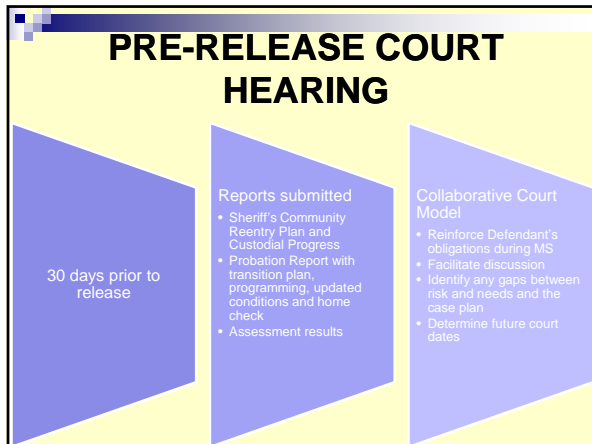 PRE-RELEASE COURT
HEARING
30 days prior to
release
Reports submitted
• Sheriff's Community
Reentry Plan and
Custodial Progress
• Probation Report with
transition plan,
programming, updated
conditions and home
check
• Assessment results
Collaborative Court
Model
• Reinforce Defendant's
obligations during MS
• Facilitate discussion
• Identify any gaps between
risk and needs and the
case plan
• Determine future court
dates